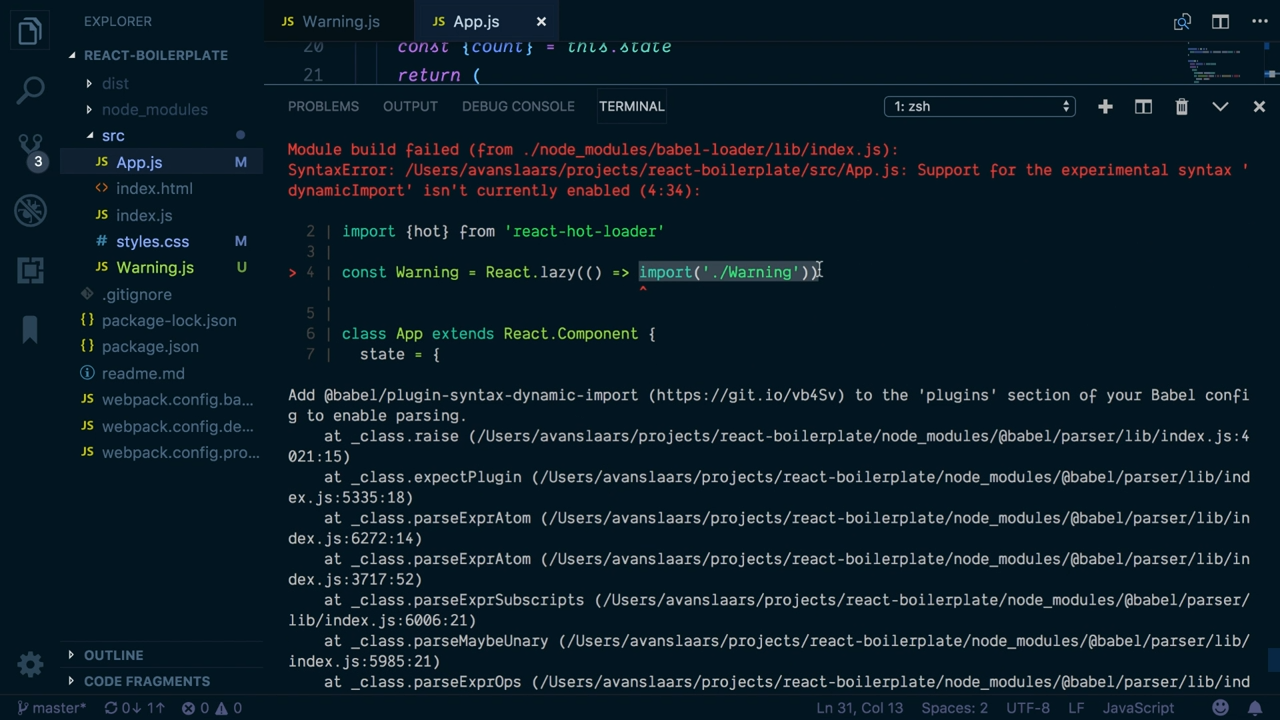 EXPLORER
REACT-BOILERPLATE
dist
node_modules
src
JS App.js M
<> index.html
JS index.js
# styles.css M
JS Warning.js U
.gitignore
{} package-lock.json
{} package.json
readme.md
JS webpack.config.ba...
JS webpack.config.de...
JS webpack.config.pro...
OUTLINE
CODE FRAGMENTS
3
JS Warning.js JS App.js ×
20 const {count} = this.state
21 return (
PROBLEMS OUTPUT DEBUG CONSOLE TERMINAL 1: zsh
Module build failed (from ./node_modules/babel-loader/lib/index.js):
SyntaxError: /Users/avanslaars/projects/react-boilerplate/src/App.js: Support for the experimental syntax '
dynamicImport' isn't currently enabled (4:34):
2 | import {hot} from 'react-hot-loader'
3 |
> 4 | const Warning = React.lazy(() => import('./Warning'))
| ^
5 |
6 | class App extends React.Component {
7 | state = {
Add @babel/plugin-syntax-dynamic-import (https://git.io/vb4Sv) to the 'plugins' section of your Babel confi
g to enable parsing.
at _class.raise (/Users/avanslaars/projects/react-boilerplate/node_modules/@babel/parser/lib/index.js:4
021:15)
at _class.expectPlugin (/Users/avanslaars/projects/react-boilerplate/node_modules/@babel/parser/lib/ind
ex.js:5335:18)
at _class.parseExprAtom (/Users/avanslaars/projects/react-boilerplate/node_modules/@babel/parser/lib/in
dex.js:6272:14)
at _class.parseExprAtom (/Users/avanslaars/projects/react-boilerplate/node_modules/@babel/parser/lib/in
dex.js:3717:52)
at _class.parseExprSubscripts (/Users/avanslaars/projects/react-boilerplate/node_modules/@babel/parser/
lib/index.js:6006:21)
at _class.parseMaybeUnary (/Users/avanslaars/projects/react-boilerplate/node_modules/@babel/parser/lib/
index.js:5985:21)
at _class.parseExprOps (/Users/avanslaars/projects/react-boilerplate/node_modules/@babel/parser/lib/ind
master* 0↓ 1↑ 0 0 Ln 31, Col 13 Spaces: 2 UTF-8 LF JavaScript